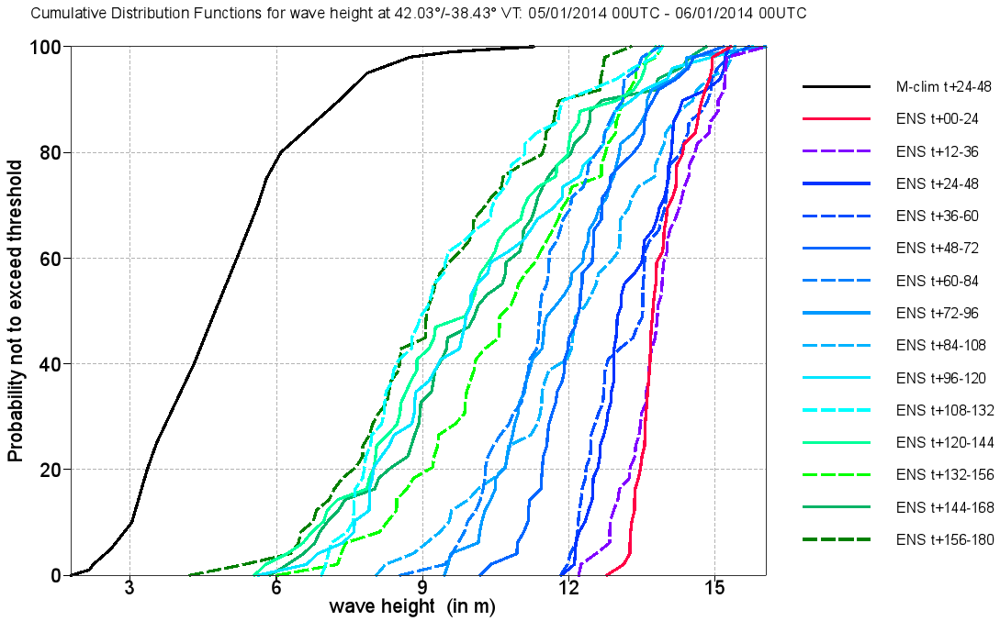 Cumulative Distribution Functions for wave height at 42.03°/-38.43° VT: 05/01/2014 00UTC - 06/01/2014 00UTC
100
80
60
40
20
0
Probability not to exceed threshold
3 6 9 12 15
wave height (in m)
M-clim t+24-48
ENS t+00-24
ENS t+12-36
ENS t+24-48
ENS t+36-60
ENS t+48-72
ENS t+60-84
ENS t+72-96
ENS t+84-108
ENS t+96-120
ENS t+108-132
ENS t+120-144
ENS t+132-156
ENS t+144-168
ENS t+156-180